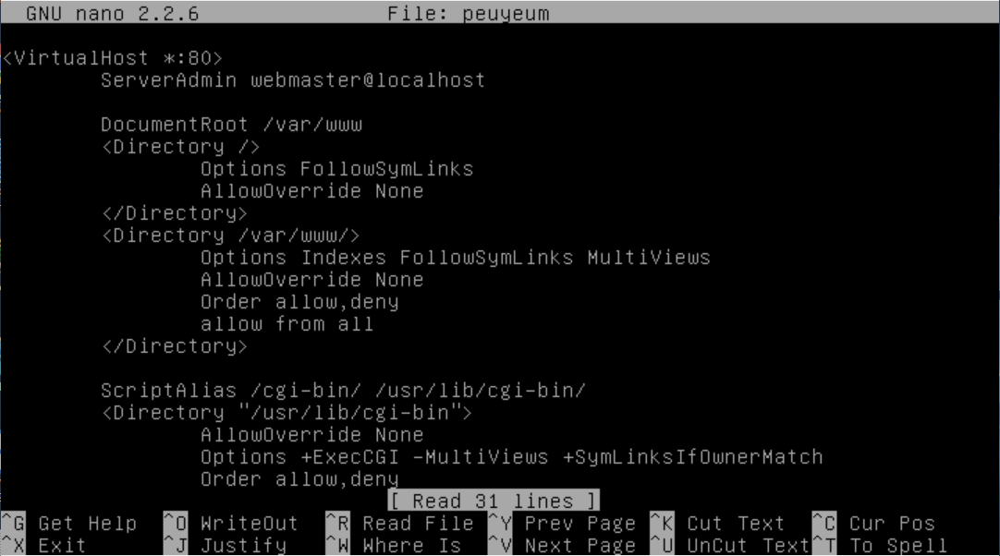 GNU nano 2.2.6 File: peuyeum
<VirtualHost *:80>
ServerAdmin webmaster@localhost
DocumentRoot /var/www
<Directory />
Options FollowSymLinks
AllowOverride None
</Directory>
<Directory /var/www/>
Options Indexes FollowSymLinks MultiViews
AllowOverride None
Order allow,deny
allow from all
</Directory>
ScriptAlias /cgi-bin/ /usr/lib/cgi-bin/
<Directory "/usr/lib/cgi-bin">
AllowOverride None
Options +ExecCGI -MultiViews +SymLinksIfOwnerMatch
Order allow,deny
[ Read 31 lines ]
^G Get Help ^O WriteOut ^R Read File ^Y Prev Page ^K Cut Text ^C Cur Pos
^X Exit ^J Justify ^W Where Is ^V Next Page ^U UnCut Text ^T To Spell